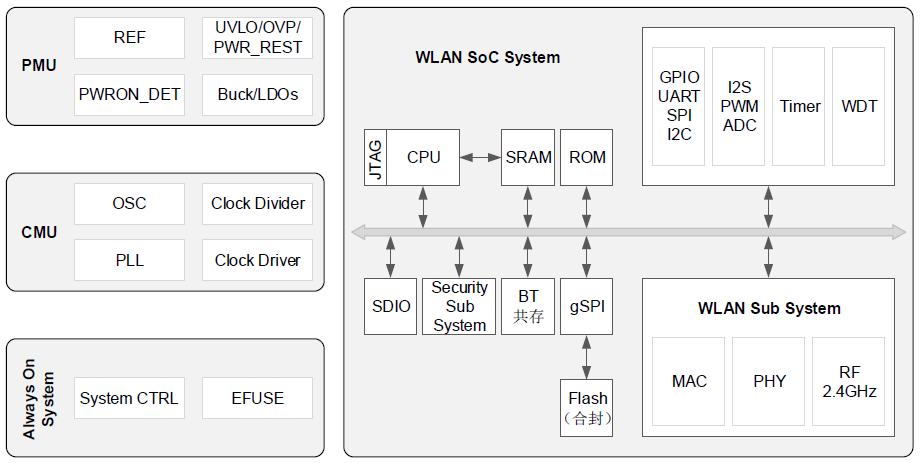 PMU
REF
UVLO/OVP/
PWR_REST
PWRON_DET
Buck/LDOs
CMU
OSC
Clock Divider
PLL
Clock Driver
Always On
System
System CTRL
EFUSE
WLAN SoC System
GPIO
UART
SPI
I2C
I2S
PWM
ADC
Timer
WDT
JTAG
CPU
SRAM
ROM
SDIO
Security
Sub
System
BT
共存
gSPI
Flash
（合封）
WLAN Sub System
MAC
PHY
RF
2.4GHz